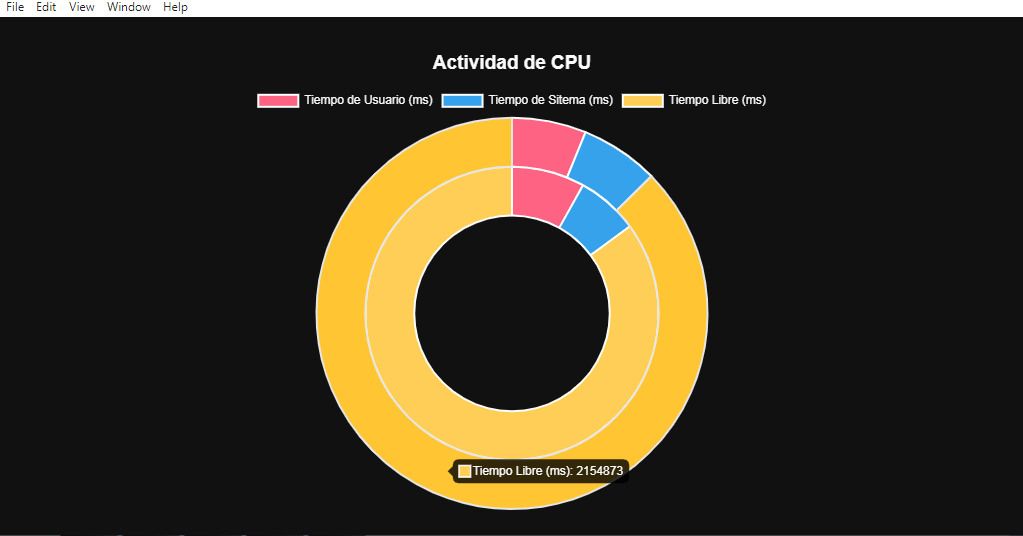 File Edit View Window Help
Actividad de CPU
Tiempo de Usuario (ms) Tiempo de Sitema (ms) Tiempo Libre (ms)
Tiempo Libre (ms): 2154873